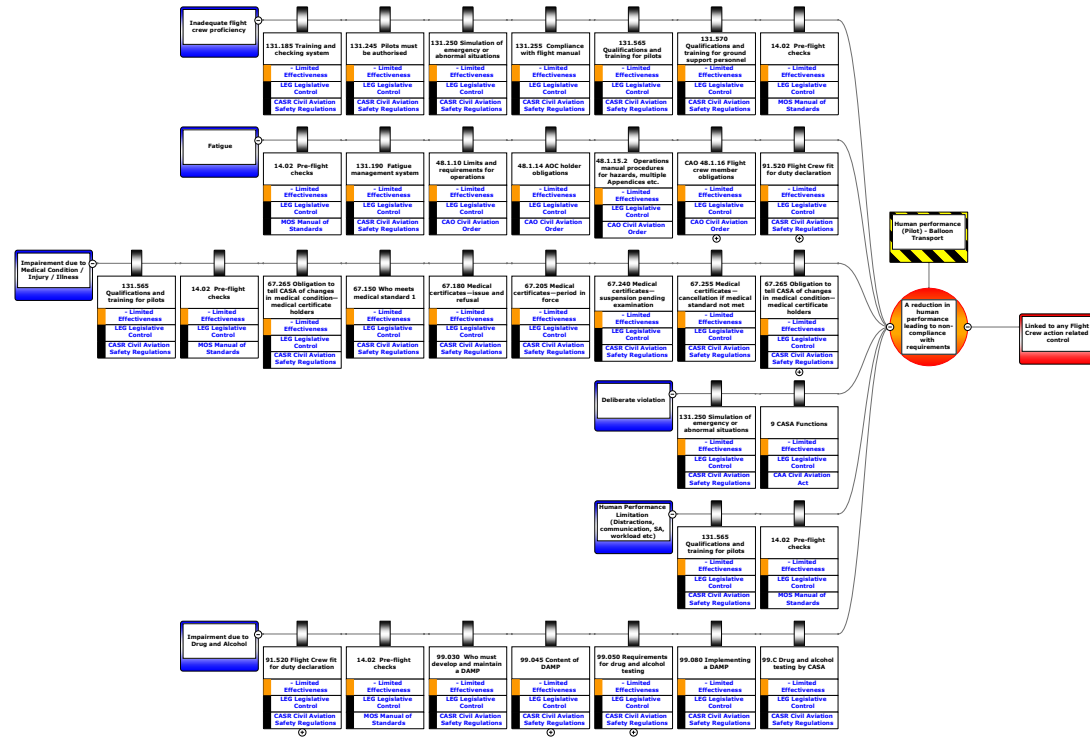 Inadequate flight
crew proficiency
131.185 Training and
checking system
- Limited
Effectiveness
LEG Legislative
Control
CASR Civil Aviation
Safety Regulations
131.245 Pilots must
be authorised
- Limited
Effectiveness
LEG Legislative
Control
CASR Civil Aviation
Safety Regulations
131.250 Simulation of
emergency or
abnormal situations
- Limited
Effectiveness
LEG Legislative
Control
CASR Civil Aviation
Safety Regulations
131.255 Compliance
with flight manual
- Limited
Effectiveness
LEG Legislative
Control
CASR Civil Aviation
Safety Regulations
131.565
Qualifications and
training for pilots
- Limited
Effectiveness
LEG Legislative
Control
CASR Civil Aviation
Safety Regulations
131.570
Qualifications and
training for ground
support personnel
- Limited
Effectiveness
LEG Legislative
Control
CASR Civil Aviation
Safety Regulations
14.02 Pre-flight
checks
- Limited
Effectiveness
LEG Legislative
Control
MOS Manual of
Standards
Fatigue
14.02 Pre-flight
checks
- Limited
Effectiveness
LEG Legislative
Control
MOS Manual of
Standards
131.190 Fatigue
management system
- Limited
Effectiveness
LEG Legislative
Control
CASR Civil Aviation
Safety Regulations
48.1.10 Limits and
requirements for
operations
- Limited
Effectiveness
LEG Legislative
Control
CAO Civil Aviation
Order
48.1.14 AOC holder
obligations
- Limited
Effectiveness
LEG Legislative
Control
CAO Civil Aviation
Order
48.1.15.2 Operations
manual procedures
for hazards, multiple
Appendices etc.
- Limited
Effectiveness
LEG Legislative
Control
CAO Civil Aviation
Order
CAO 48.1.16 Flight
crew member
obligations
- Limited
Effectiveness
LEG Legislative
Control
CAO Civil Aviation
Order
91.520 Flight Crew fit
for duty declaration
- Limited
Effectiveness
LEG Legislative
Control
CASR Civil Aviation
Safety Regulations
Human performance
(Pilot) - Balloon
Transport
Impairment due to
Medical Condition /
Injury / Illness
131.565
Qualifications and
training for pilots
- Limited
Effectiveness
LEG Legislative
Control
CASR Civil Aviation
Safety Regulations
14.02 Pre-flight
checks
- Limited
Effectiveness
LEG Legislative
Control
MOS Manual of
Standards
67.265 Obligation to
tell CASA of changes
in medical condition—
medical certificate
holders
- Limited
Effectiveness
LEG Legislative
Control
CASR Civil Aviation
Safety Regulations
67.150 Who meets
medical standard 1
- Limited
Effectiveness
LEG Legislative
Control
CASR Civil Aviation
Safety Regulations
67.180 Medical
certificates—issue and
refusal
- Limited
Effectiveness
LEG Legislative
Control
CASR Civil Aviation
Safety Regulations
67.205 Medical
certificates—period in
force
- Limited
Effectiveness
LEG Legislative
Control
CASR Civil Aviation
Safety Regulations
67.240 Medical
certificates—
suspension pending
examination
- Limited
Effectiveness
LEG Legislative
Control
CASR Civil Aviation
Safety Regulations
67.255 Medical
certificates—
cancellation if medical
standard not met
- Limited
Effectiveness
LEG Legislative
Control
CASR Civil Aviation
Safety Regulations
67.265 Obligation to
tell CASA of changes
in medical condition—
medical certificate
holders
- Limited
Effectiveness
LEG Legislative
Control
CASR Civil Aviation
Safety Regulations
A reduction in
human
performance
leading to non-
compliance
with
requirements
Linked to any Flight
Crew action related
control
Deliberate violation
131.250 Simulation of
emergency or
abnormal situations
- Limited
Effectiveness
LEG Legislative
Control
CASR Civil Aviation
Safety Regulations
9 CASA Functions
- Limited
Effectiveness
LEG Legislative
Control
CAA Civil Aviation
Act
Human Performance
Limitation
(Distractions,
communication, SA,
workload etc)
131.565
Qualifications and
training for pilots
- Limited
Effectiveness
LEG Legislative
Control
CASR Civil Aviation
Safety Regulations
14.02 Pre-flight
checks
- Limited
Effectiveness
LEG Legislative
Control
MOS Manual of
Standards
Impairment due to
Drug and Alcohol
91.520 Flight Crew fit
for duty declaration
- Limited
Effectiveness
LEG Legislative
Control
CASR Civil Aviation
Safety Regulations
14.02 Pre-flight
checks
- Limited
Effectiveness
LEG Legislative
Control
MOS Manual of
Standards
99.030 Who must
develop and maintain
a DAMP
- Limited
Effectiveness
LEG Legislative
Control
CASR Civil Aviation
Safety Regulations
99.045 Content of
DAMP
- Limited
Effectiveness
LEG Legislative
Control
CASR Civil Aviation
Safety Regulations
99.050 Requirements
for drug and alcohol
testing
- Limited
Effectiveness
LEG Legislative
Control
CASR Civil Aviation
Safety Regulations
99.080 Implementing
a DAMP
- Limited
Effectiveness
LEG Legislative
Control
CASR Civil Aviation
Safety Regulations
99.C Drug and alcohol
testing by CASA
- Limited
Effectiveness
LEG Legislative
Control
CASR Civil Aviation
Safety Regulations